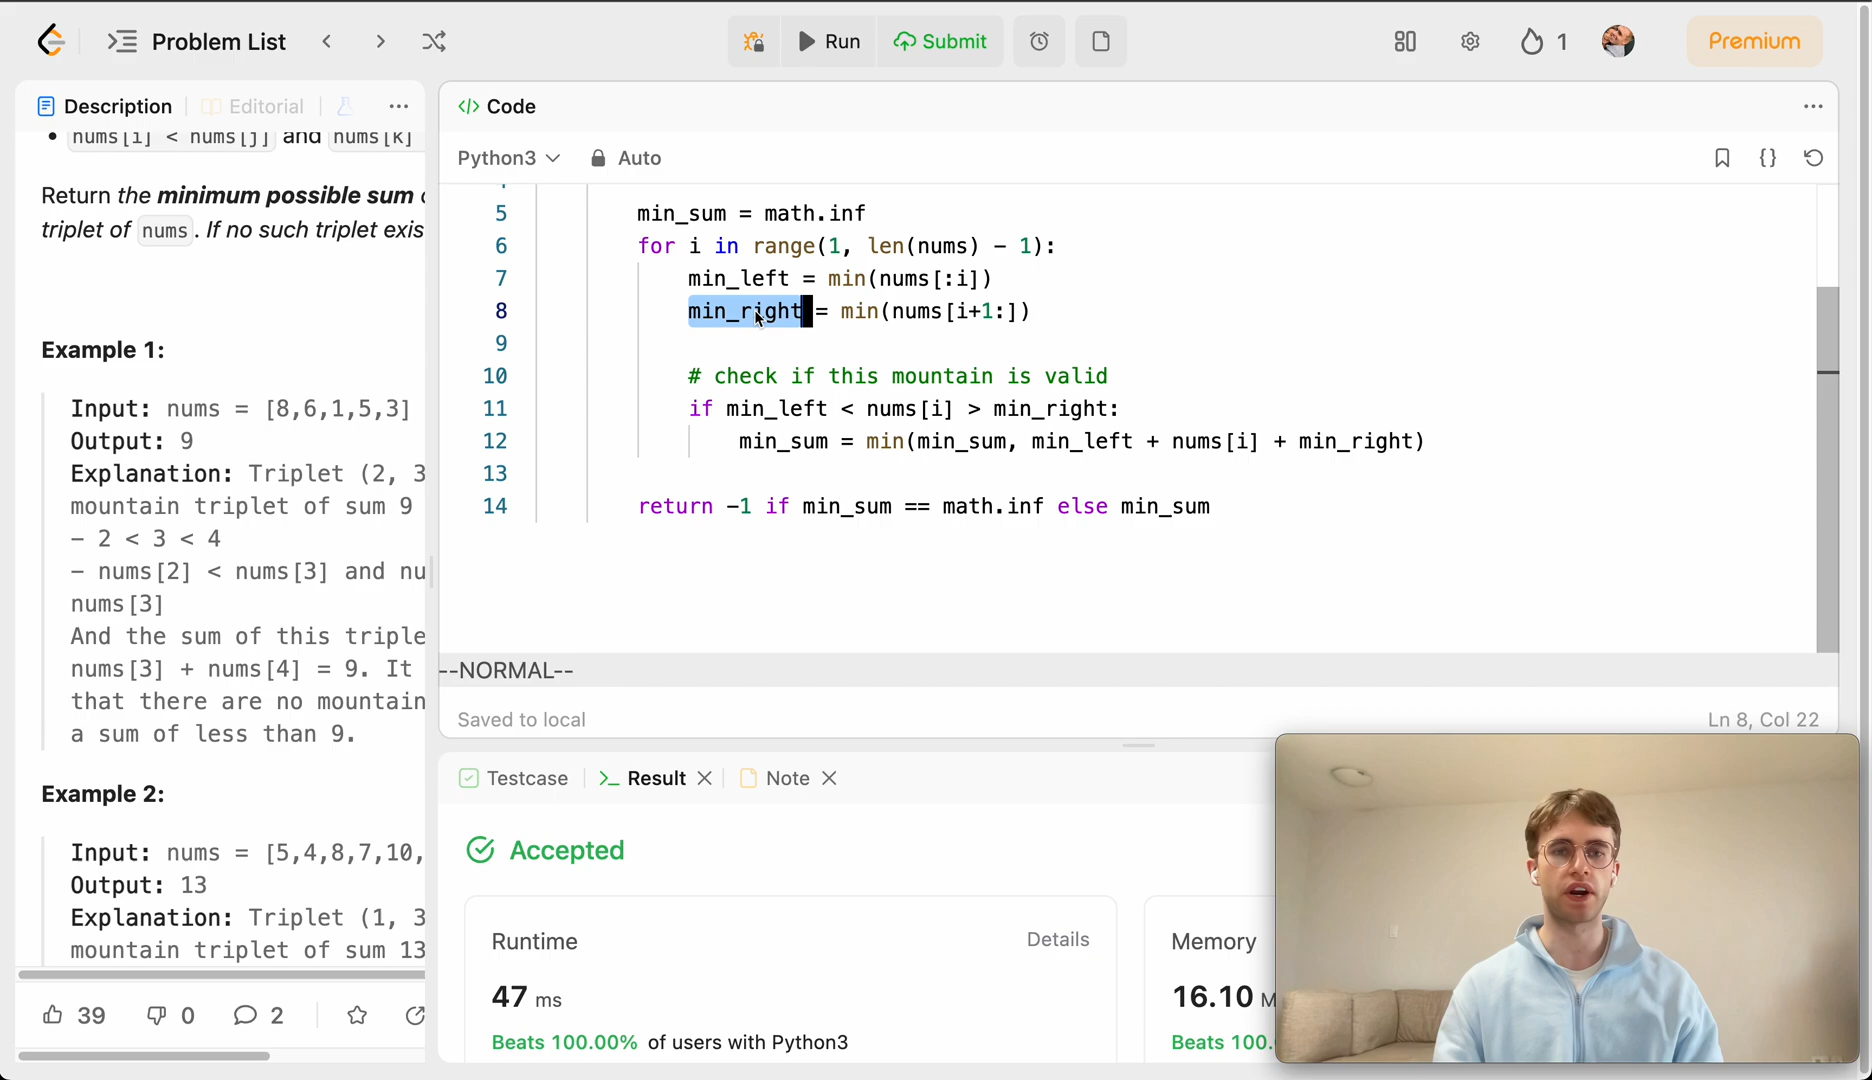 Problem List
Run
Submit
1
Premium
Description
Editorial
nums[i] < nums[j] and nums[k]
Return the minimum possible sum
triplet of nums. If no such triplet exis
Example 1:
Input: nums = [8,6,1,5,3]
Output: 9
Explanation: Triplet (2, 3
mountain triplet of sum 9
- 2 < 3 < 4
- nums[2] < nums[3] and nu
nums[3]
And the sum of this triple
nums[3] + nums[4] = 9. It
that there are no mountain
a sum of less than 9.
Example 2:
Input: nums = [5,4,8,7,10,
Output: 13
Explanation: Triplet (1, 3
mountain triplet of sum 13
39
0
2
</> Code
Python3
Auto
5 min_sum = math.inf
6 for i in range(1, len(nums) - 1):
7 min_left = min(nums[:i])
8 min_right = min(nums[i+1:])
9
10 # check if this mountain is valid
11 if min_left < nums[i] > min_right:
12 min_sum = min(min_sum, min_left + nums[i] + min_right)
13
14 return -1 if min_sum == math.inf else min_sum
--NORMAL--
Saved to local
Ln 8, Col 22
Testcase
Result
Note
Accepted
Runtime
Details
47 ms
Beats 100.00% of users with Python3
Memory
16.10 M
Beats 100.